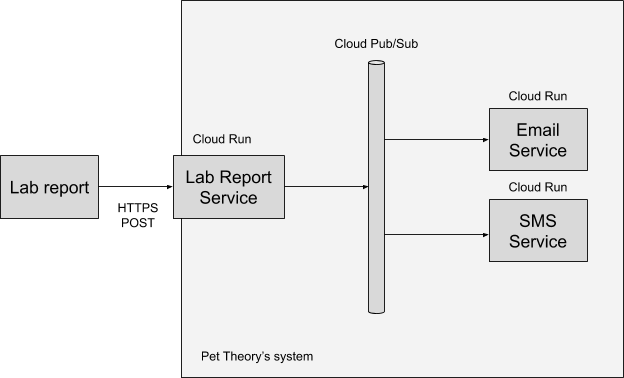 Cloud Pub/Sub
Cloud Run
Email
Service
Cloud Run
Lab report
HTTPS
POST
Lab Report
Service
Cloud Run
SMS
Service
Pet Theory's system